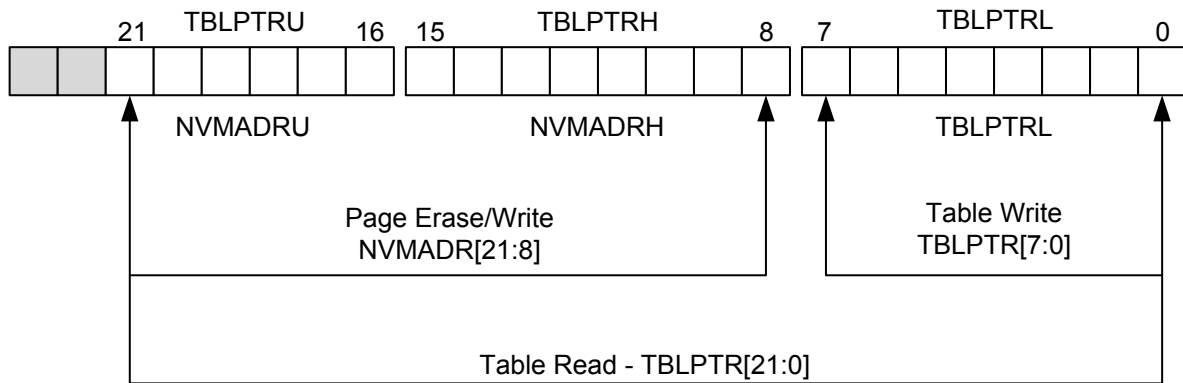 TBLPTRU TBLPTRH TBLPTRL
21 16 15 8 7 0
NVMADRU NVMADRH TBLPTRL
Page Erase/Write
NVMADR[21:8]
Table Write
TBLPTR[7:0]
Table Read - TBLPTR[21:0]